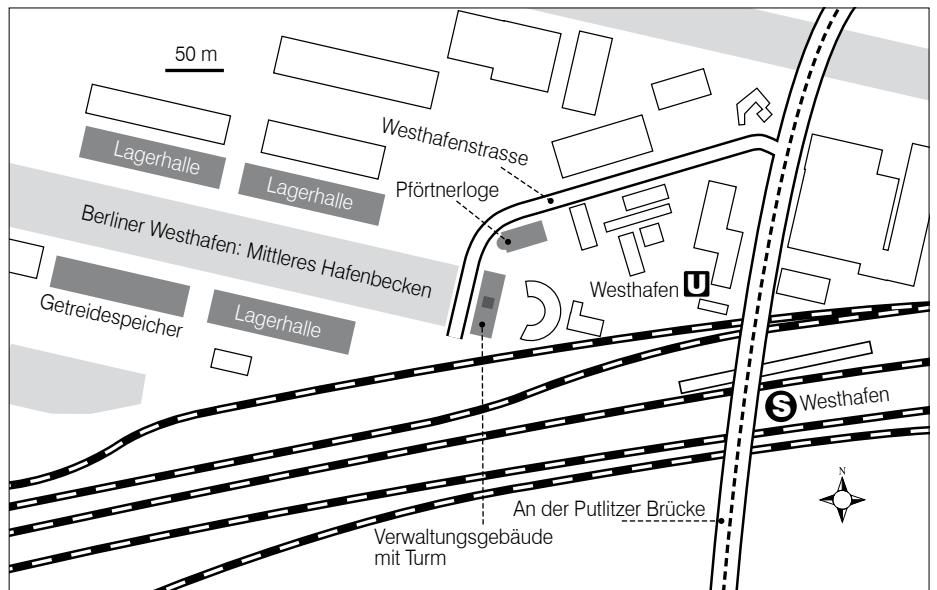 50 m
Westhafenstrasse
Lagerhalle
Lagerhalle
Pförtnerloge
Berliner Westhafen: Mittleres Hafenbecken
Westhafen U
Getreidespeicher
Lagerhalle
S Westhafen
N
An der Putlitzer Brücke
Verwaltungsgebäude
mit Turm